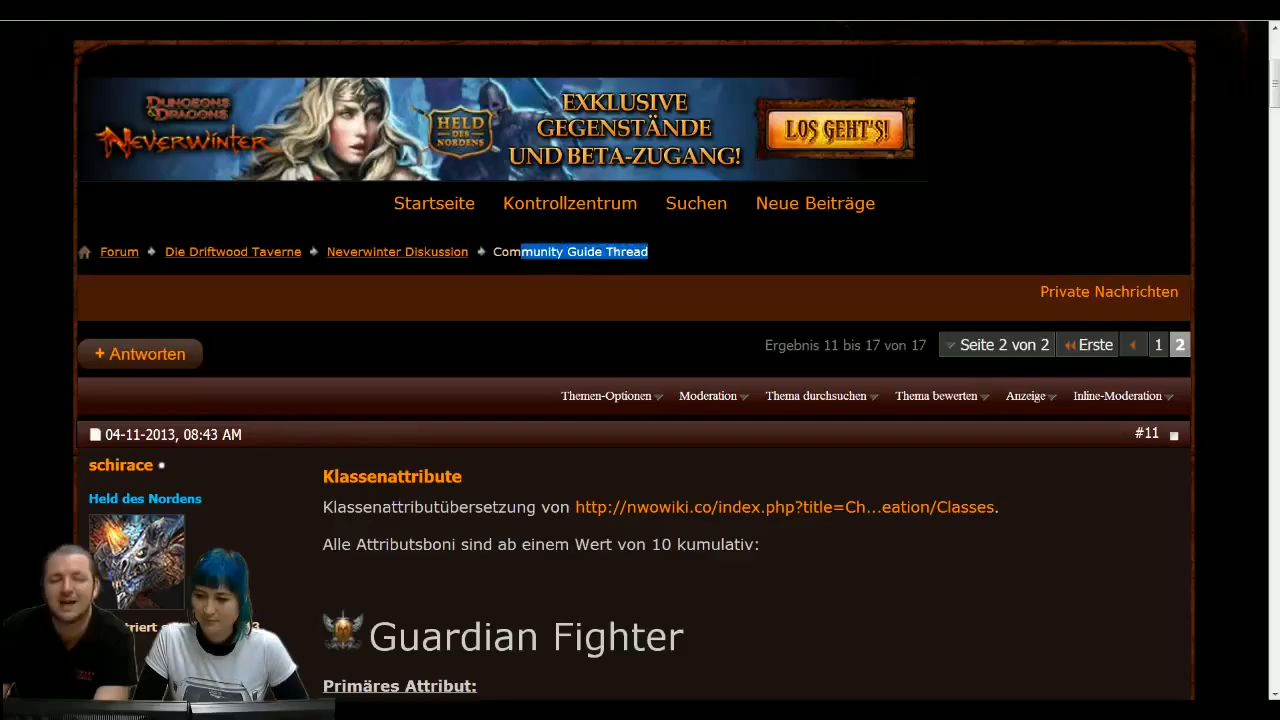 DUNGEONS & DRAGONS
NEVERWINTER
HELD DES NORDENS
EXKLUSIVE
GEGENSTÄNDE
UND BETA-ZUGANG!
LOS GEHT'S!
Startseite Kontrollzentrum Suchen Neue Beiträge
Forum Die Driftwood Taverne Neverwinter Diskussion Community Guide Thread
Private Nachrichten
+ Antworten Ergebnis 11 bis 17 von 17 Seite 2 von 2 Erste 1 2
Themen-Optionen Moderation Thema durchsuchen Thema bewerten Anzeige Inline-Moderation
04-11-2013, 08:43 AM #11
schirace
Held des Nordens
Klassenattribute
Klassenattributübersetzung von http://nwowiki.co/index.php?title=Ch...eation/Classes.
Alle Attributsboni sind ab einem Wert von 10 kumulativ:
Guardian Fighter
Primäres Attribut: